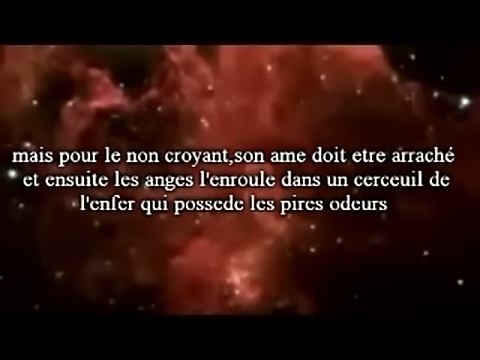 mais pour le non croyant,son ame doit etre arraché
et ensuite les anges l'enroule dans un cerceuil de
l'enfer qui possede les pires odeurs